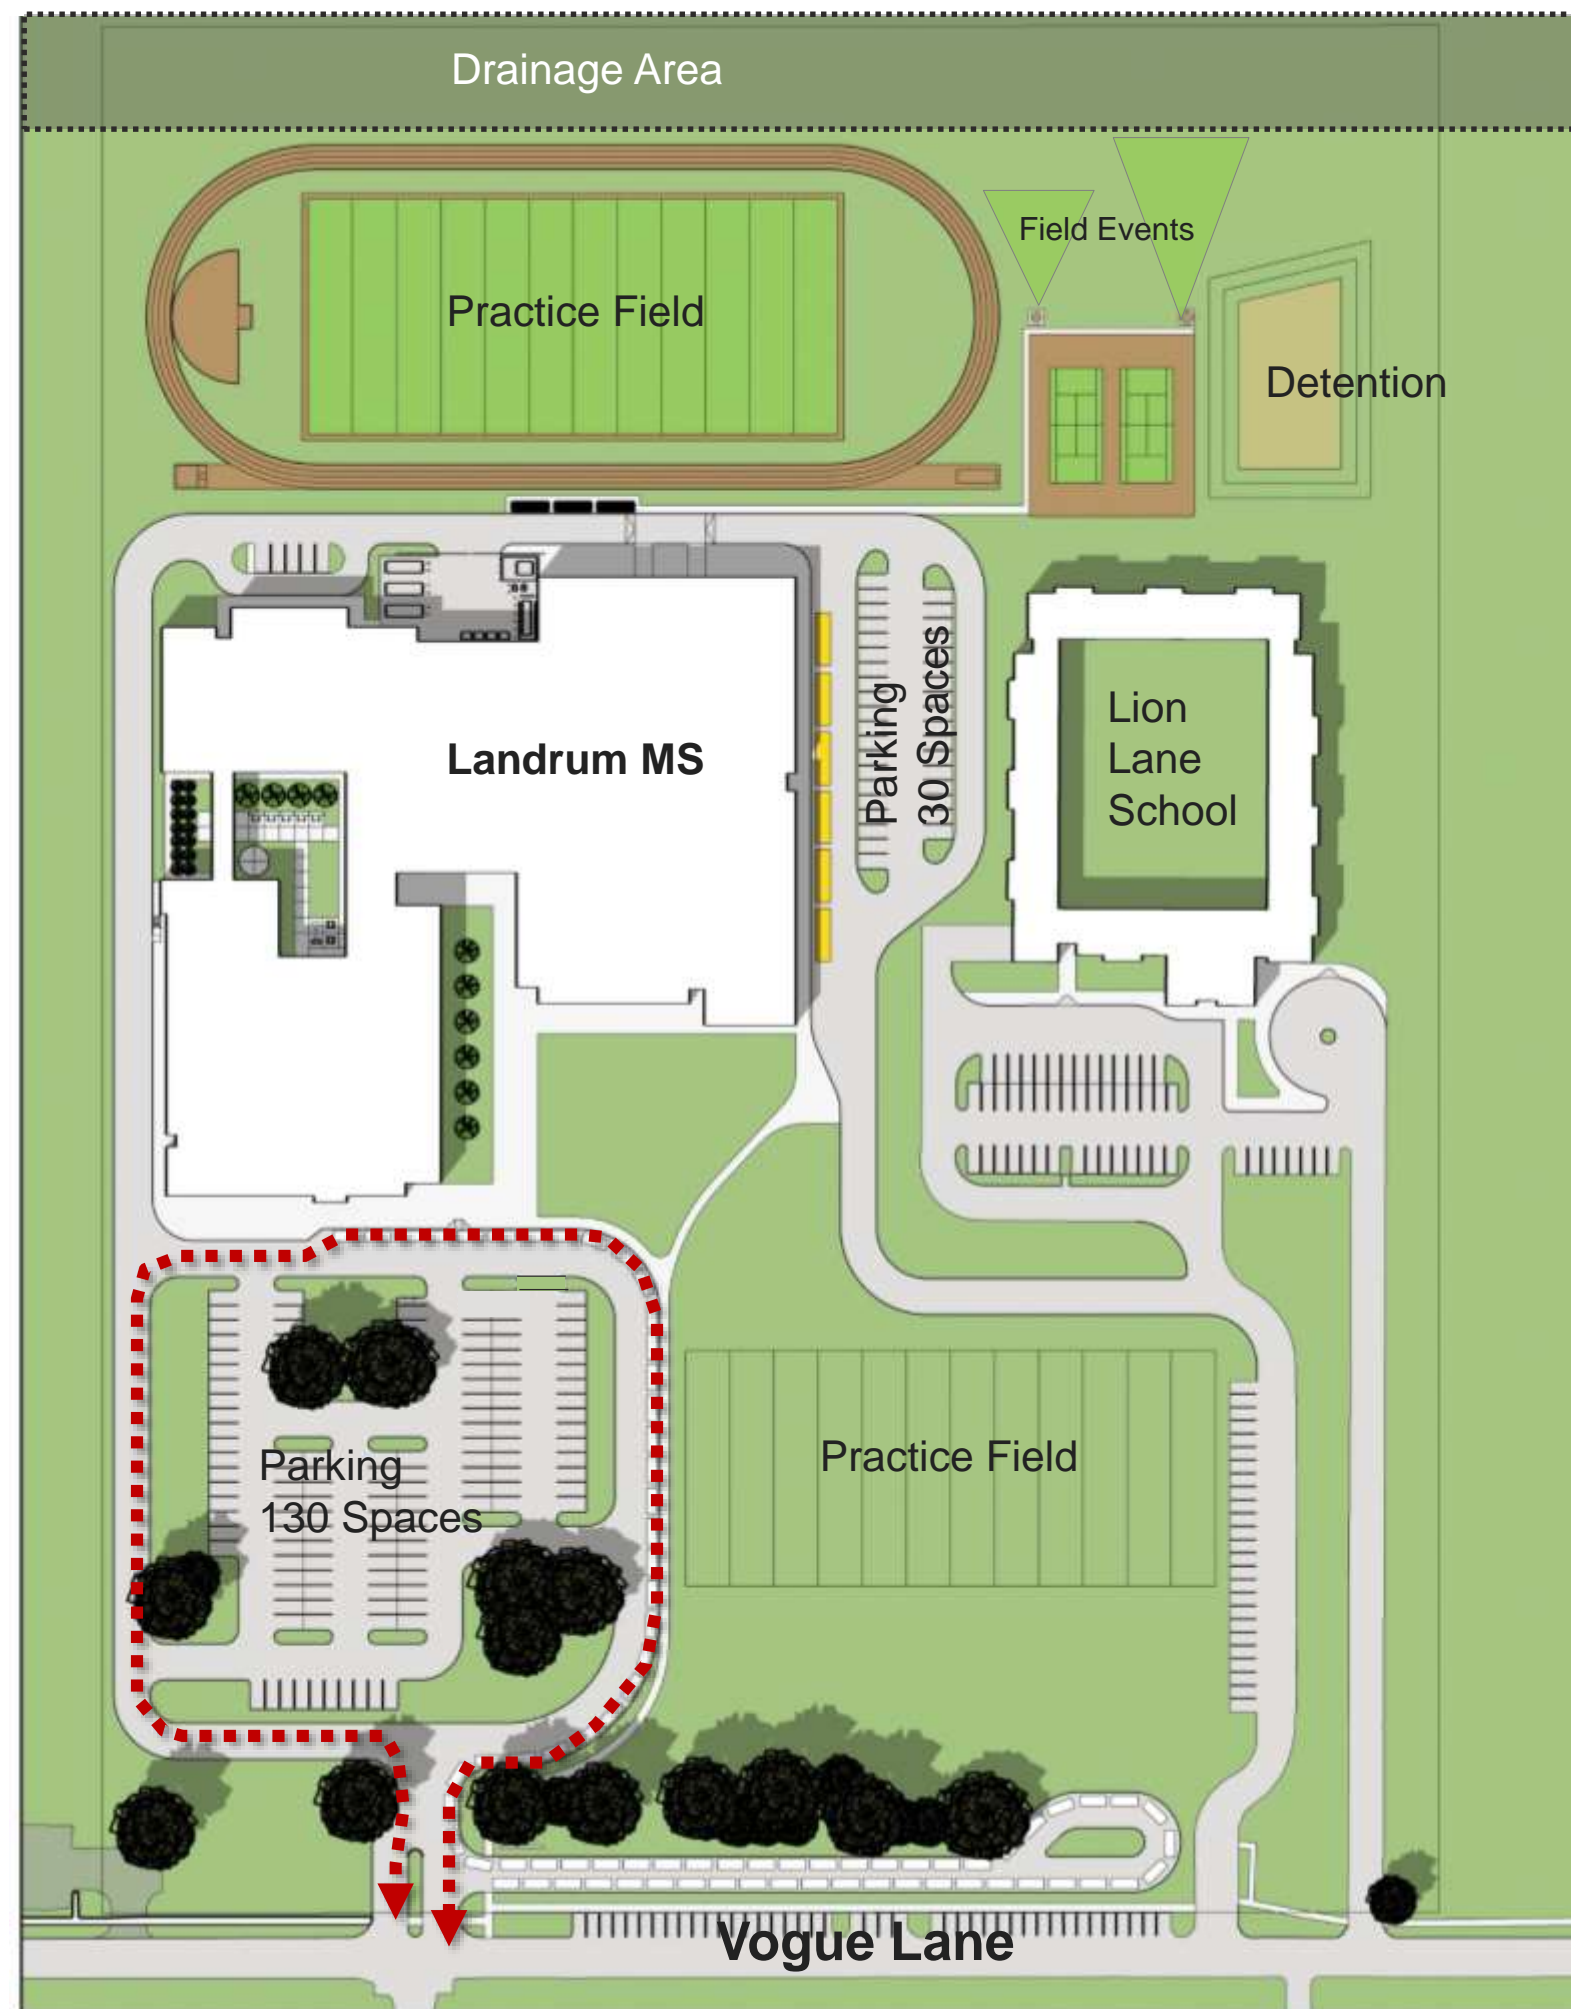 Drainage Area
Field Events
Practice Field
Detention
Parking
30 Spaces
Lion
Lane
School
Landrum MS
Practice Field
Parking
130 Spaces
Vogue Lane